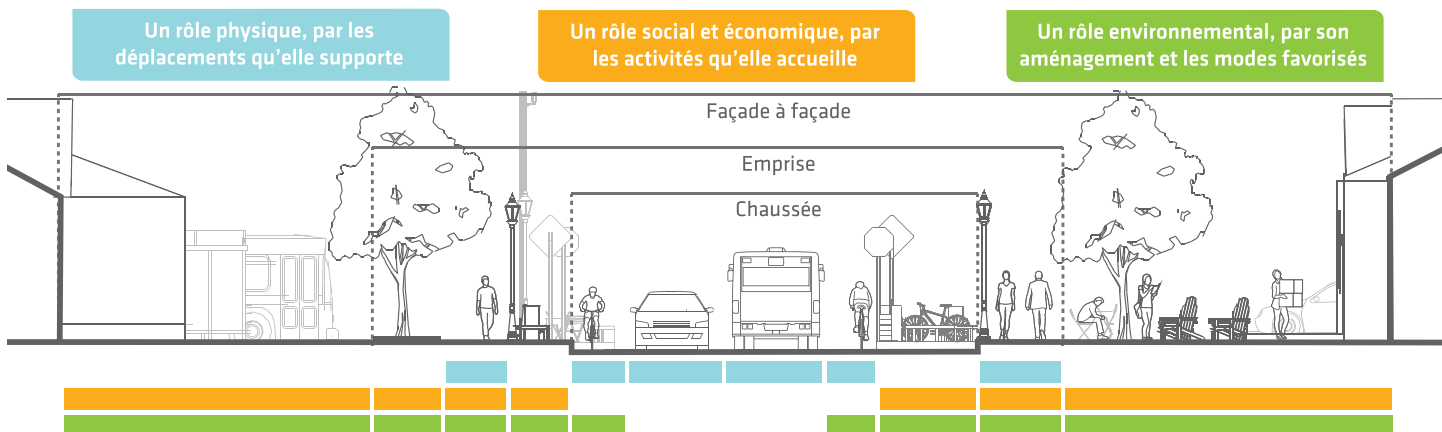 Un rôle physique, par les
déplacements qu'elle supporte
Un rôle social et économique, par
les activités qu'elle accueille
Un rôle environnemental, par son
aménagement et les modes favorisés
Façade à façade
Emprise
Chaussée